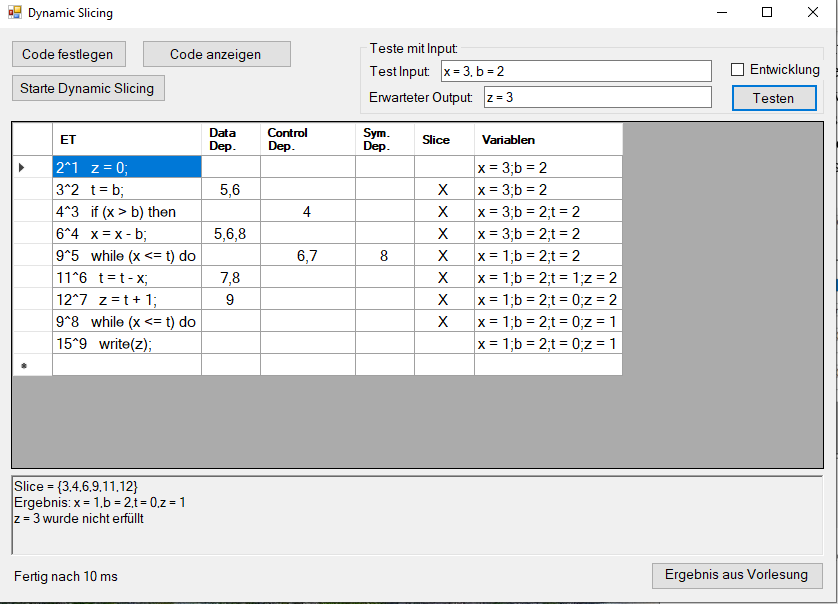 Dynamic Slicing
Code festlegen Code anzeigen
Starte Dynamic Slicing
Teste mit Input:
Test Input: x = 3, b = 2
Erwarteter Output: z = 3
Entwicklung
Testen
ET Data Dep. Control Dep. Sym. Dep. Slice Variablen
2^1 z = 0; x = 3;b = 2
3^2 t = b; 5,6 X x = 3;b = 2
4^3 if (x > b) then 4 X x = 3;b = 2;t = 2
6^4 x = x - b; 5,6,8 X x = 3;b = 2;t = 2
9^5 while (x <= t) do 6,7 8 X x = 1;b = 2;t = 2
11^6 t = t - x; 7,8 X x = 1;b = 2;t = 1;z = 2
12^7 z = t + 1; 9 X x = 1;b = 2;t = 0;z = 2
9^8 while (x <= t) do X x = 1;b = 2;t = 0;z = 1
15^9 write(z); x = 1;b = 2;t = 0;z = 1
Slice = {3,4,6,9,11,12}
Ergebnis: x = 1,b = 2,t = 0,z = 1
z = 3 wurde nicht erfüllt
Fertig nach 10 ms
Ergebnis aus Vorlesung